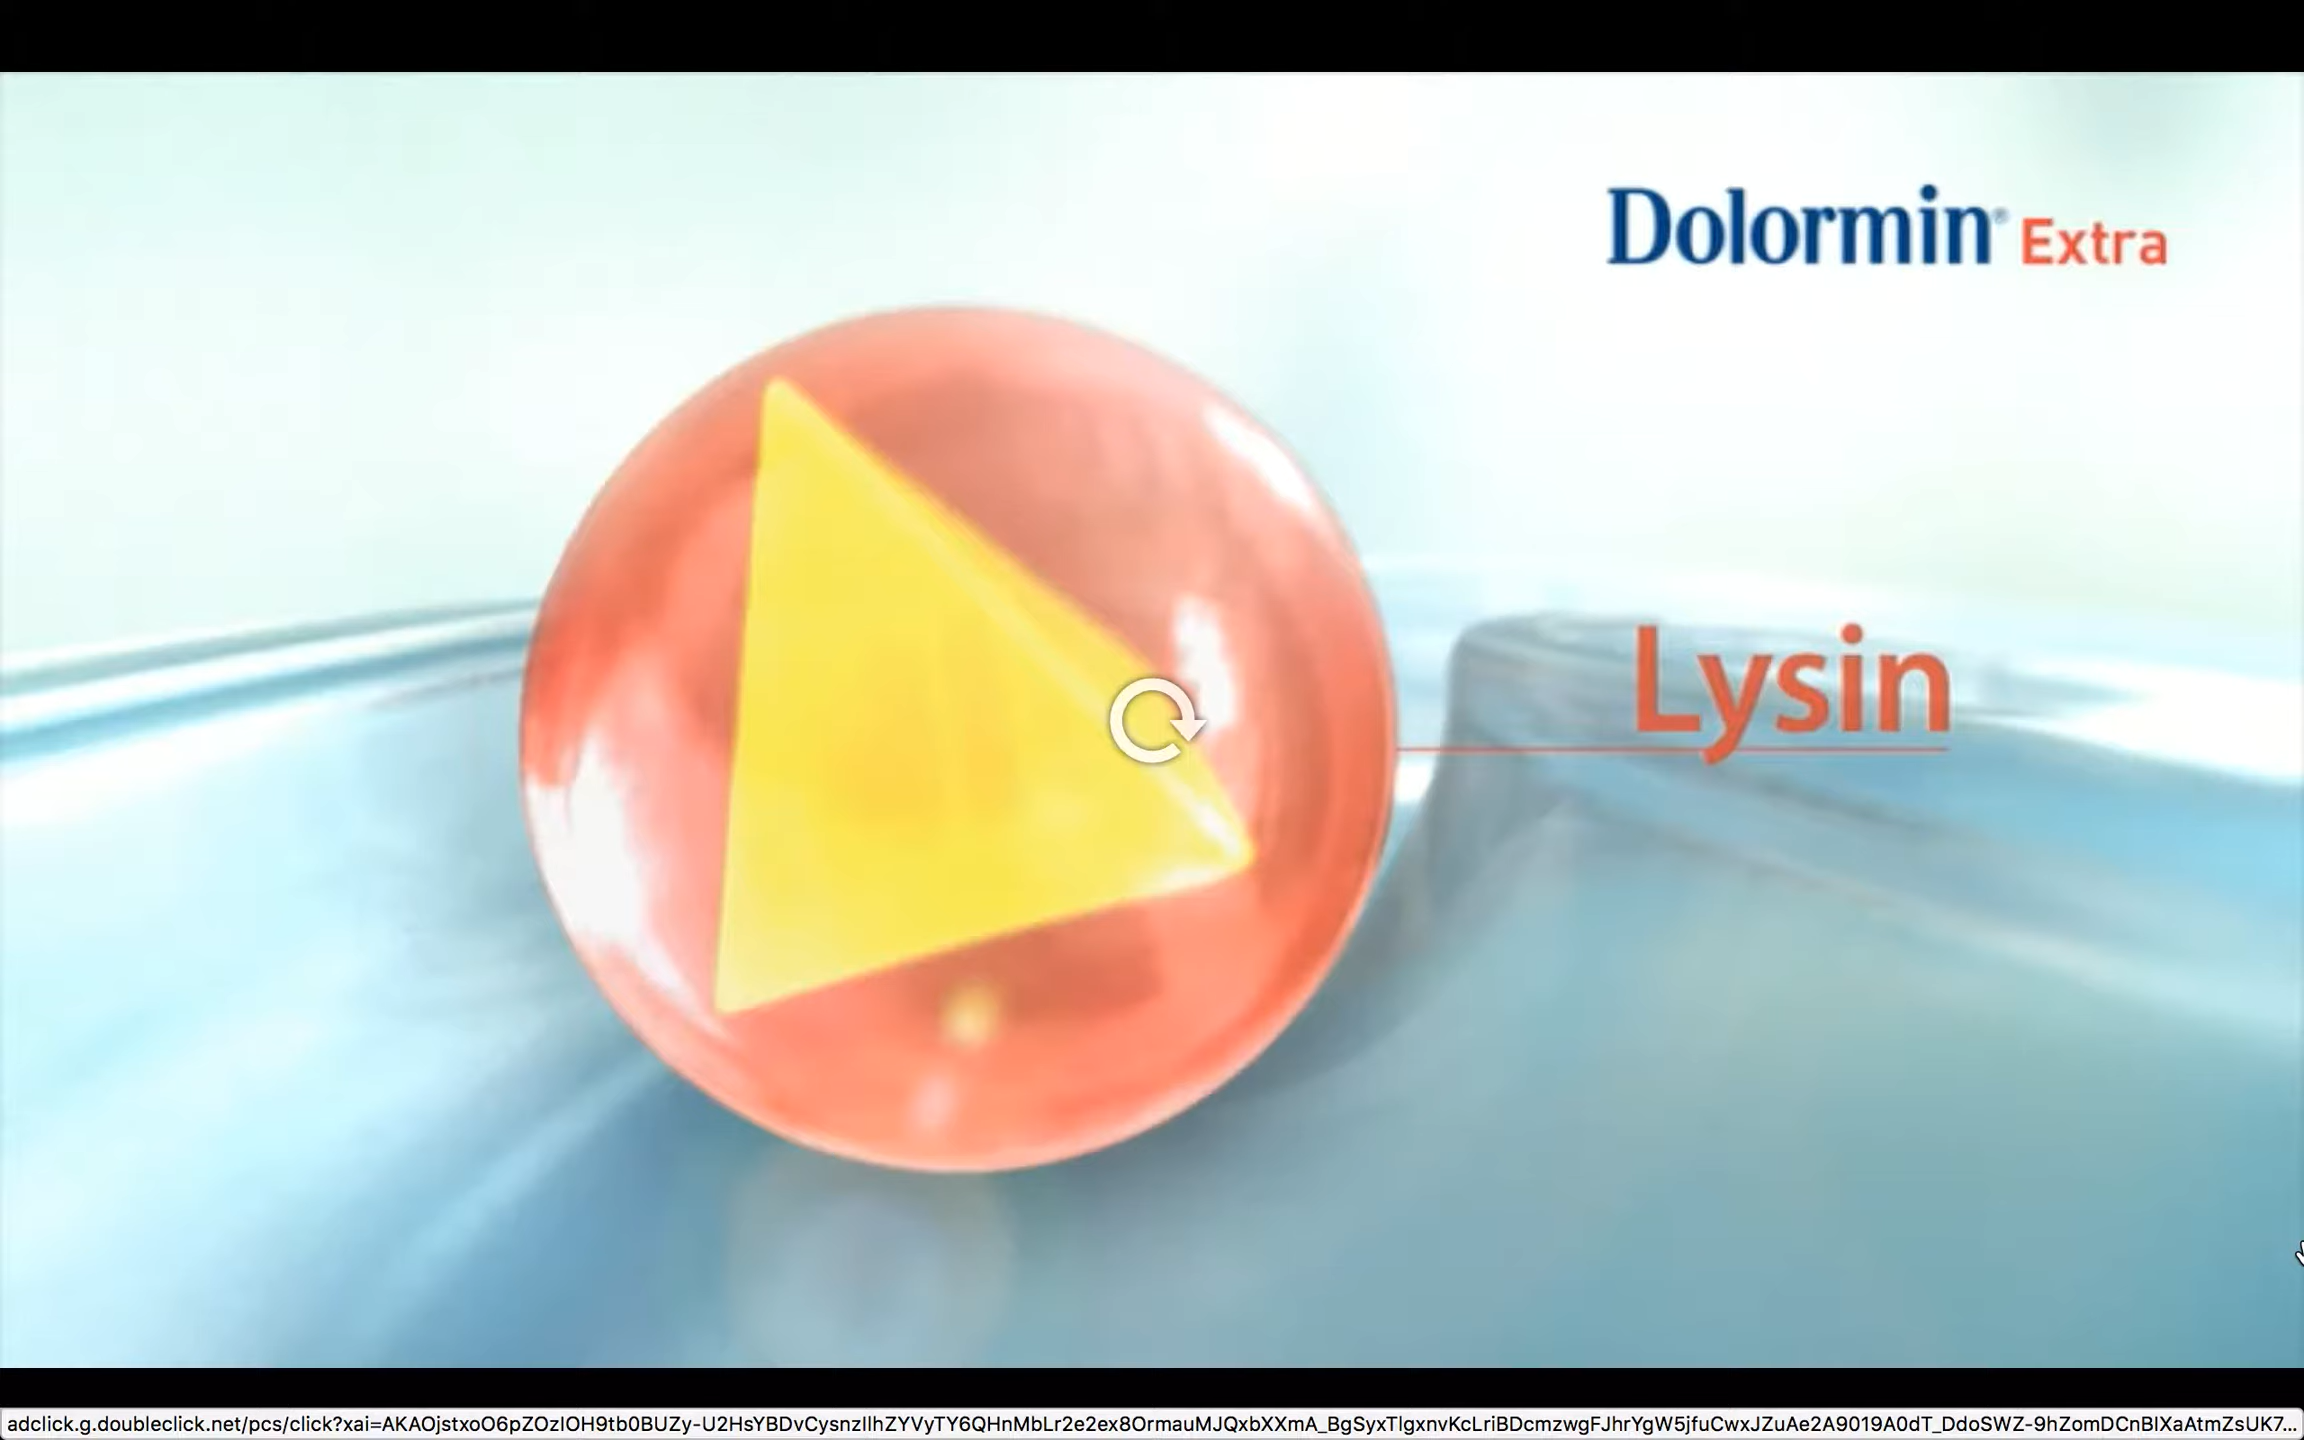 Dolormin® Extra
Lysin
adclick.g.doubleclick.net/pcs/click?xai=AKAOjstxoO6pZOzIOH9tb0BUZy-U2HsYBDvCysnzIlhZYVyTY6QHnMbLr2e2ex8OrmauMJQxbXXmA_BgSyxTlgxnvKcLriBDcmzwgFJhrYgW5jfuCwxJZuAe2A9019A0dT_DdoSWZ-9hZomDCnBlXaAtmZsUK7...